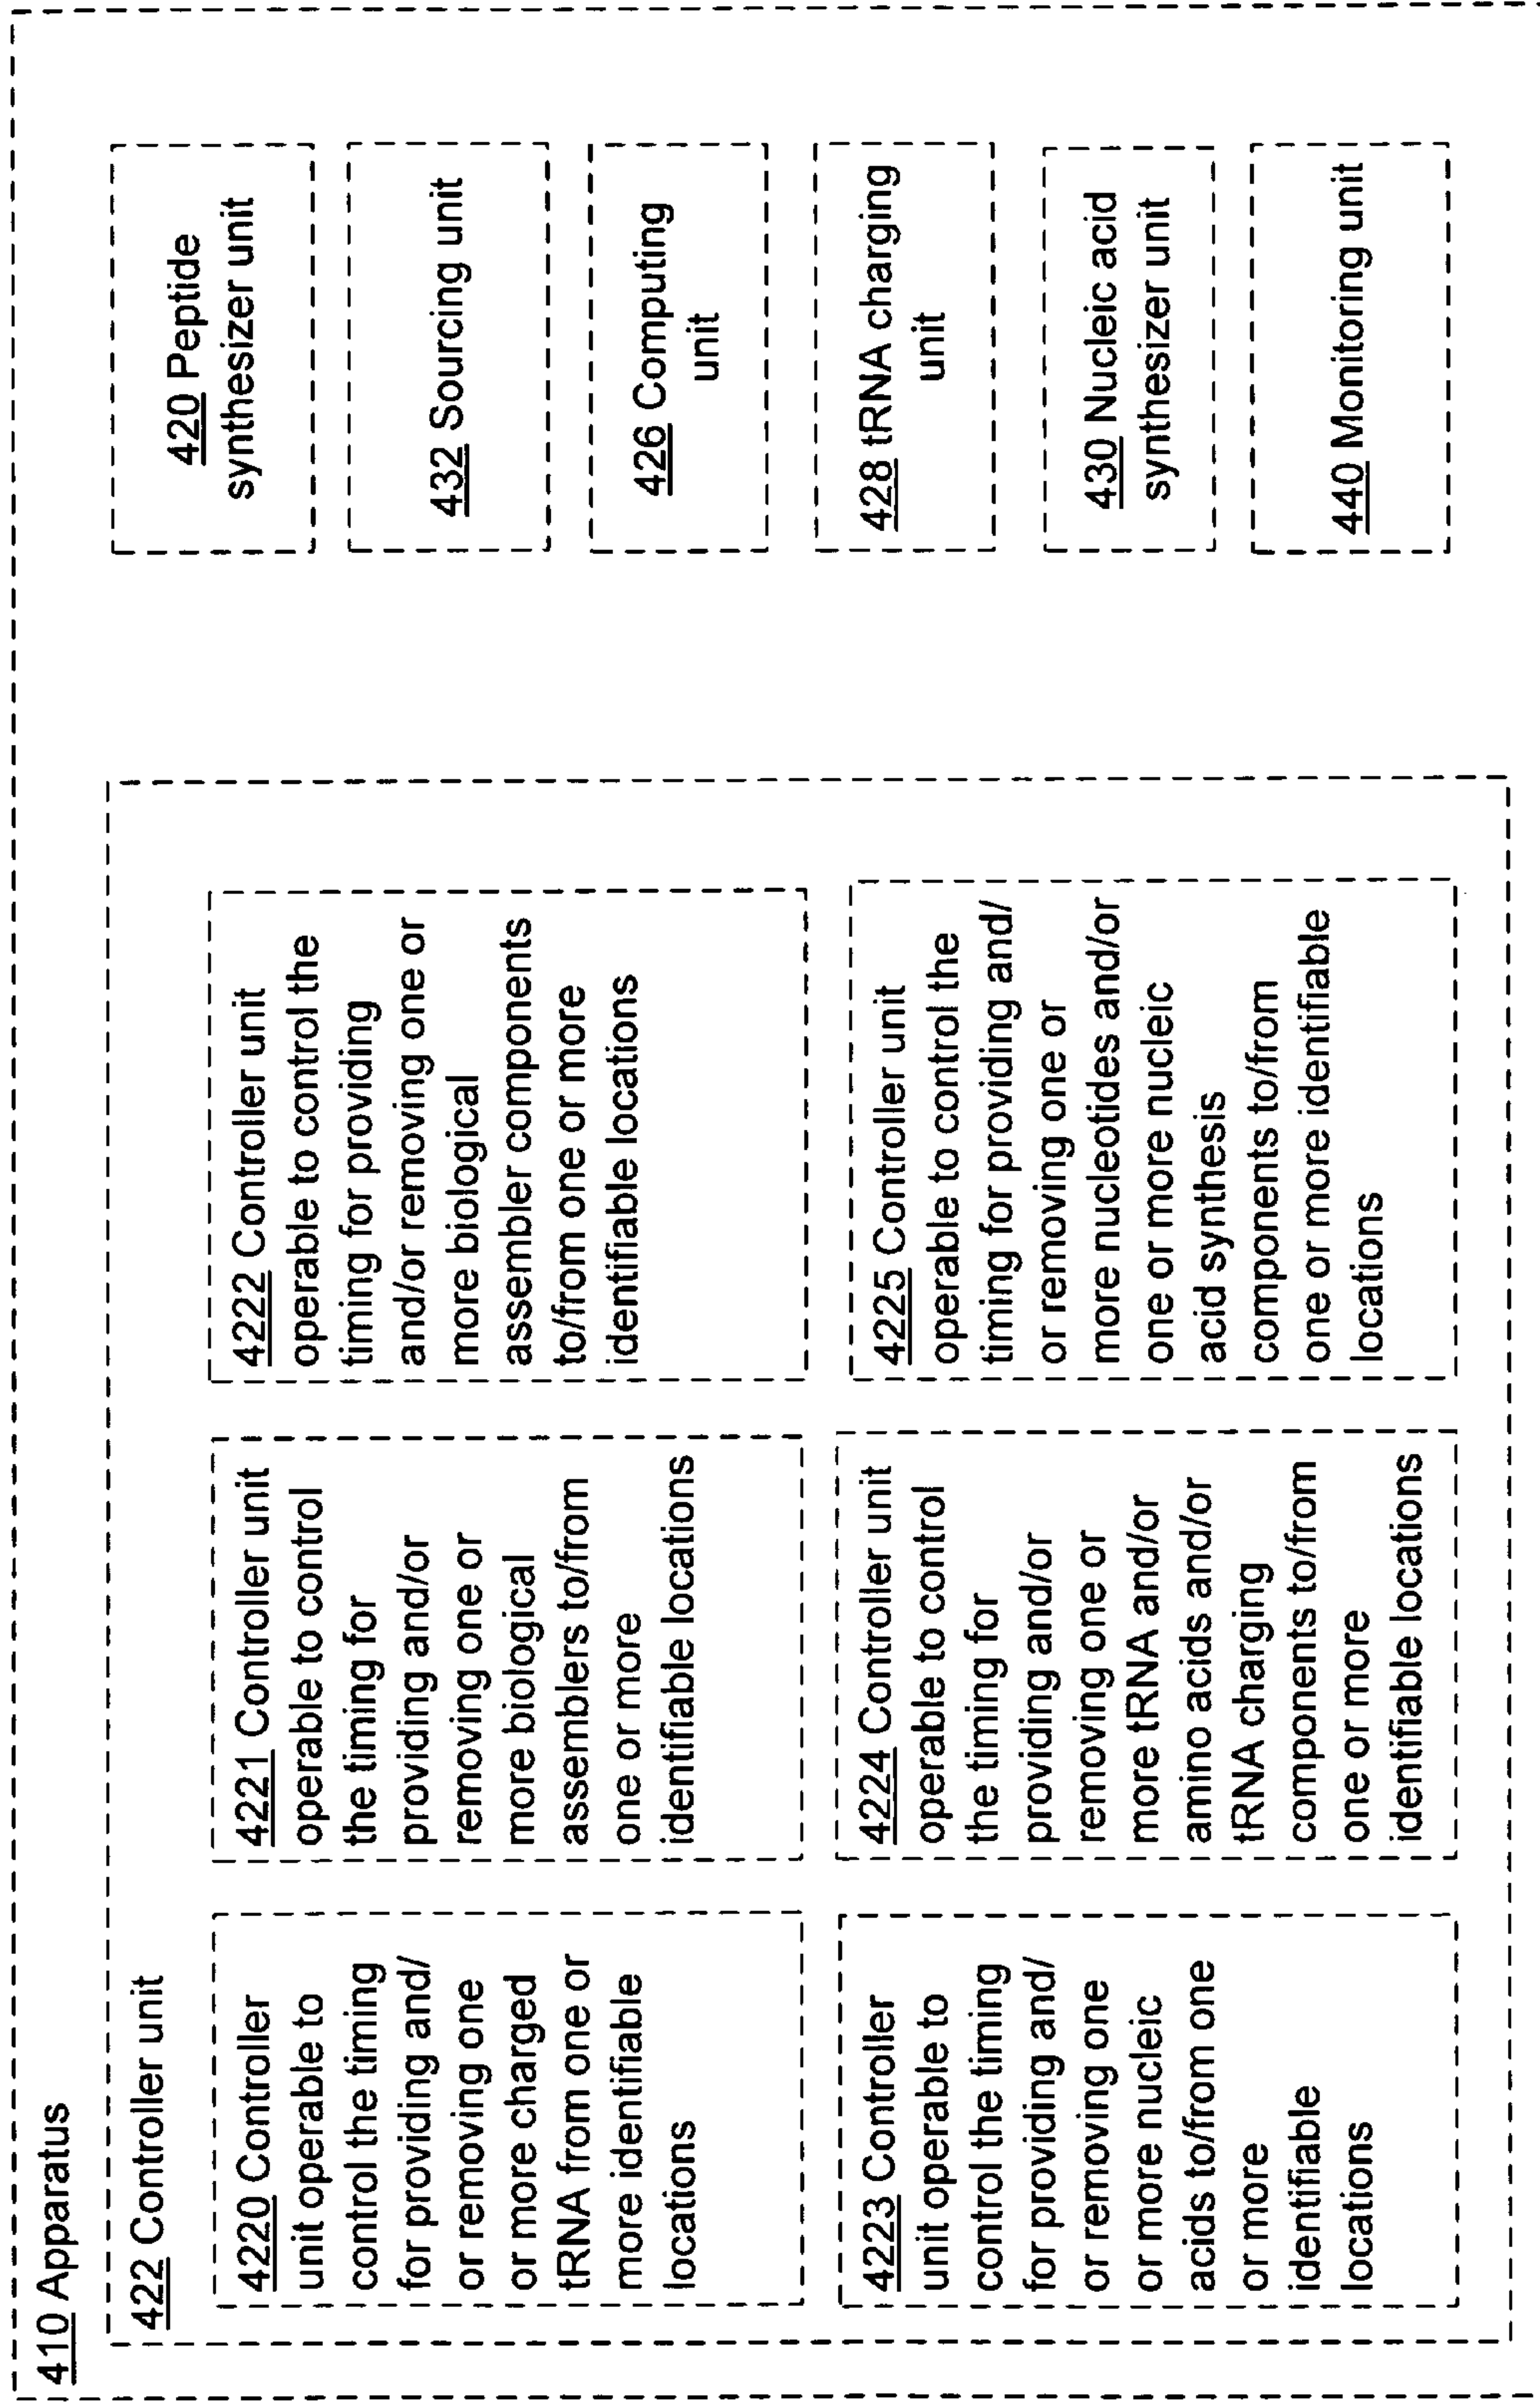 410 Apparatus
422 Controller unit
4220 Controller
unit operable to
control the timing
for providing and/
or removing one
or more charged
tRNA from one or
more identifiable
locations
4221 Controller unit
operable to control
the timing for
providing and/or
removing one or
more biological
assemblers to/from
one or more
identifiable locations
4222 Controller unit
operable to control the
timing for providing
and/or removing one or
more biological
assembler components
to/from one or more
identifiable locations
4223 Controller
unit operable to
control the timing
for providing and/
or removing one
or more nucleic
acids to/from one
or more
identifiable
locations
4224 Controller unit
operable to control
the timing for
providing and/or
removing one or
more tRNA and/or
amino acids and/or
tRNA charging
components to/from
one or more
identifiable locations
4225 Controller unit
operable to control the
timing for providing and/
or removing one or
more nucleotides and/or
one or more nucleic
acid synthesis
components to/from
one or more identifiable
locations
420 Peptide
synthesizer unit
432 Sourcing unit
426 Computing
unit
428 tRNA charging
unit
430 Nucleic acid
synthesizer unit
440 Monitoring unit